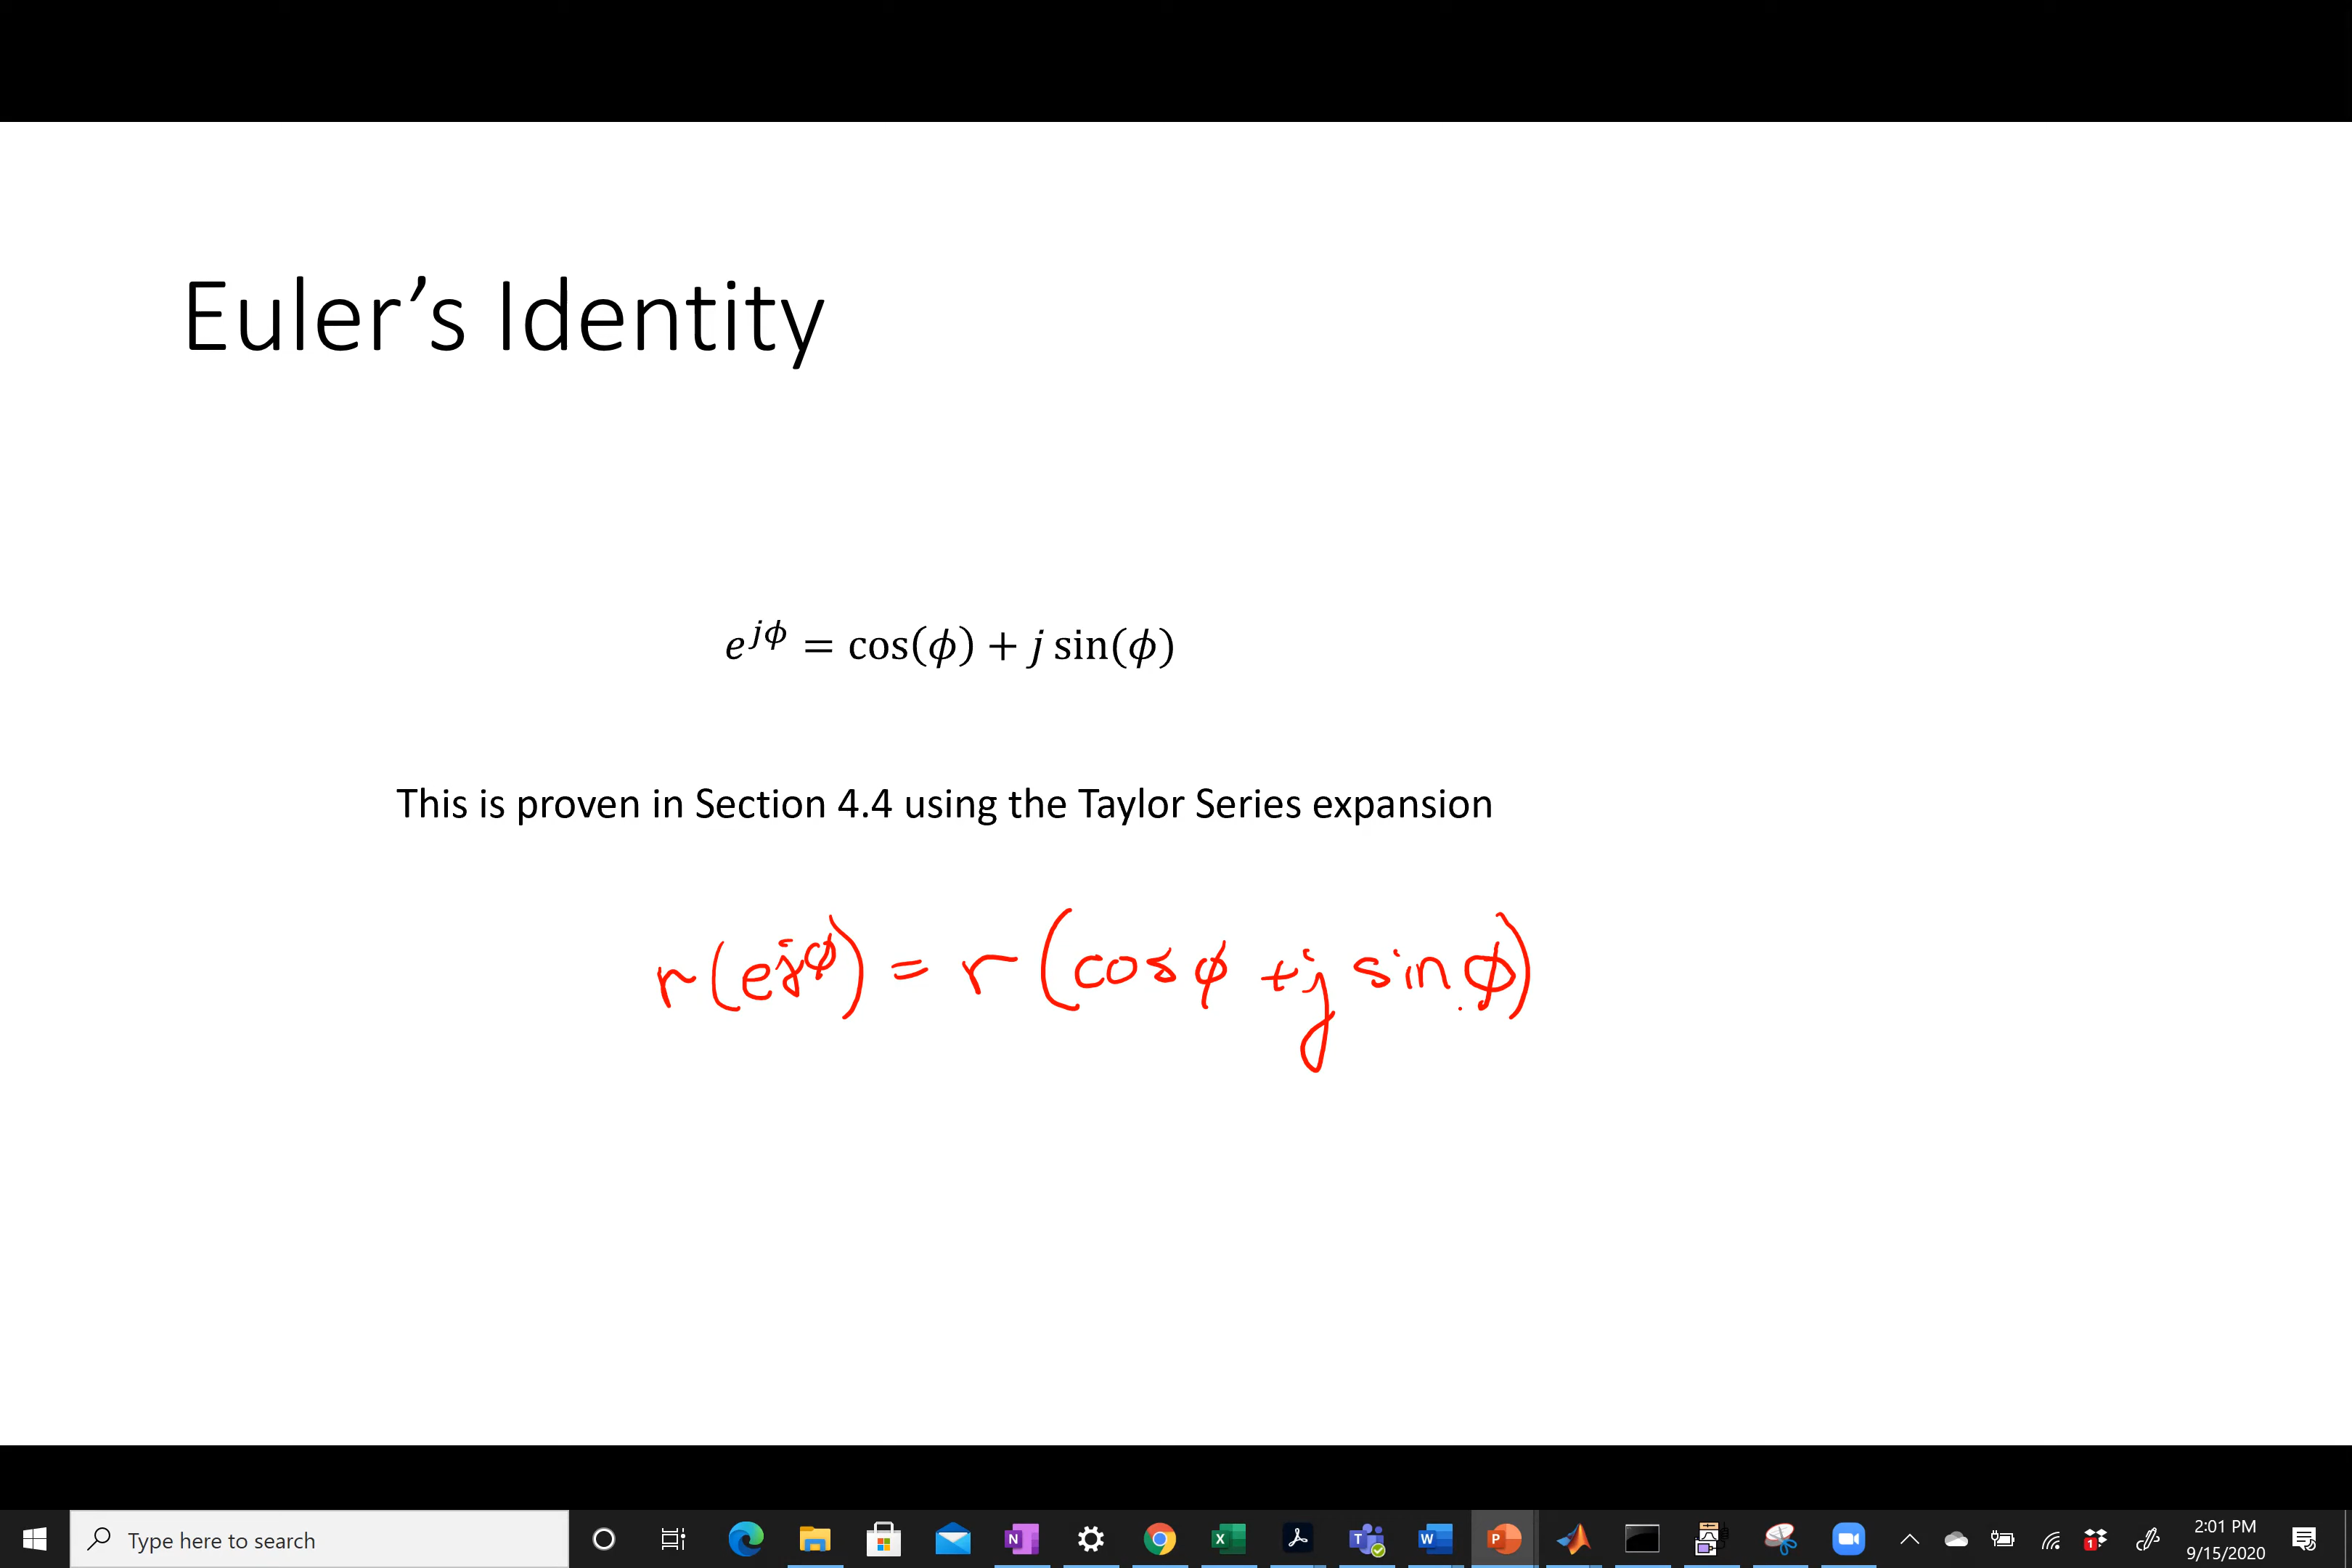 Euler's Identity
e^{jϕ} = cos(ϕ) + j sin(ϕ)
This is proven in Section 4.4 using the Taylor Series expansion
r(e^{jϕ}) = r(cos ϕ + j sin ϕ)
Type here to search
N
X
T
W
P
1
2:01 PM
9/15/2020